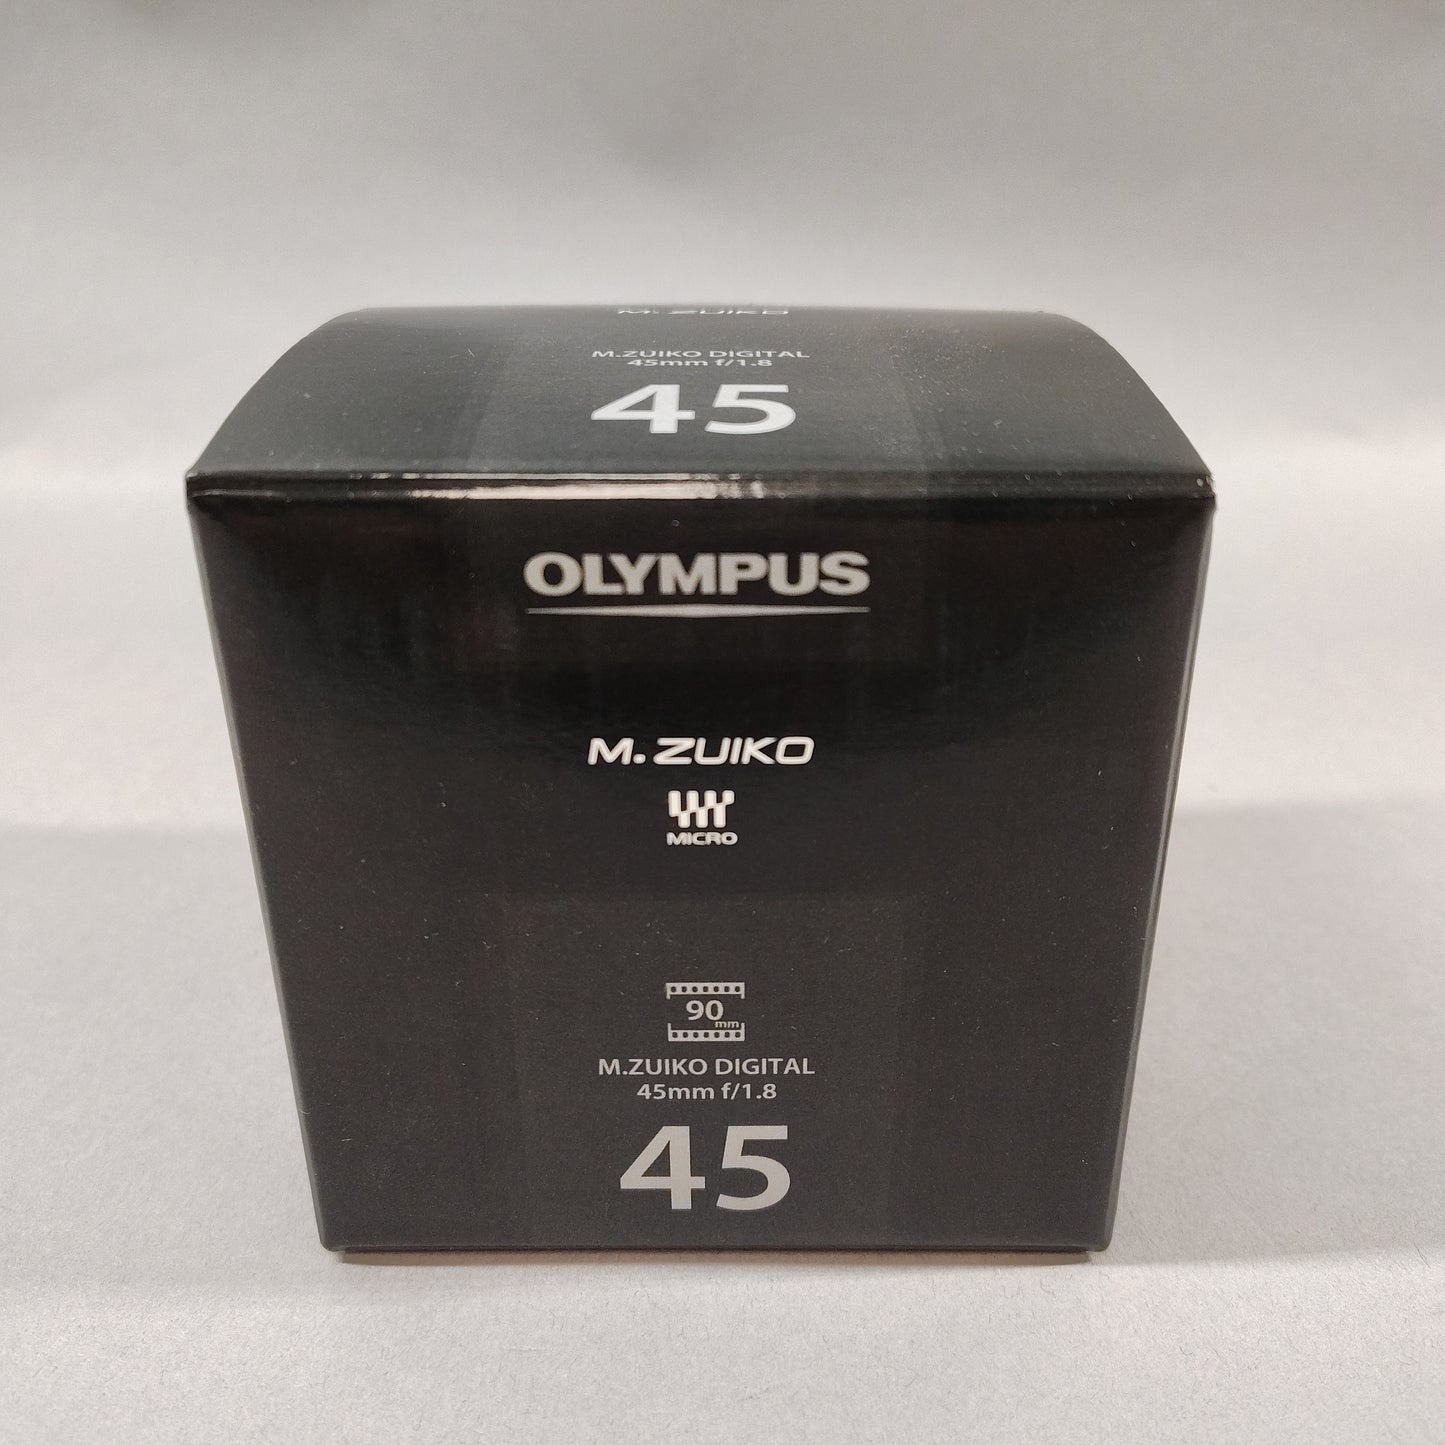 M.ZUIKO
M.ZUIKO DIGITAL
45mm f/1.8
45
OLYMPUS
M.ZUIKO
MICRO
90
mm
M.ZUIKO DIGITAL
45mm f/1.8
45